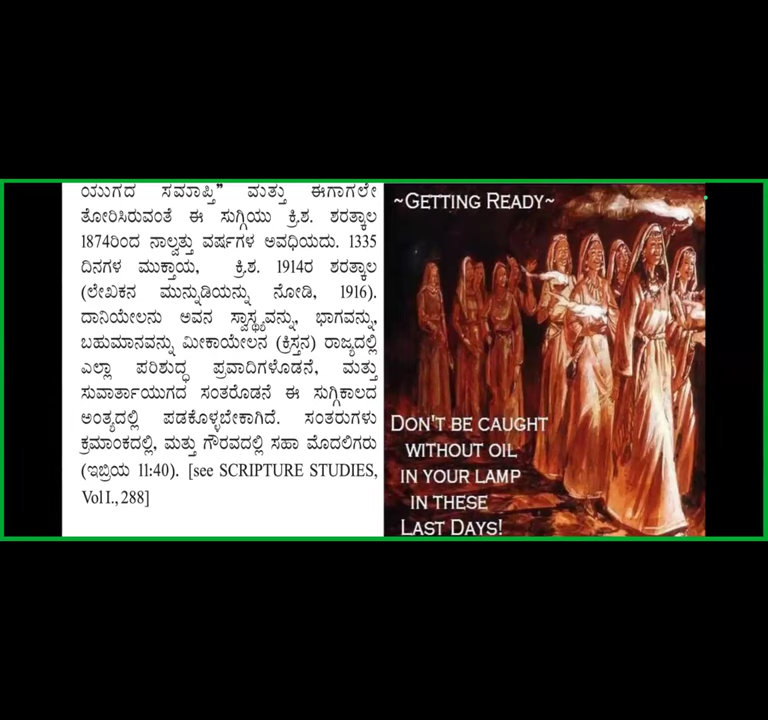 ಯುಗದ ಸಮಾಪ್ತಿ” ಮತ್ತು ಈಗಾಗಲೇ
ತೋರಿಸಿರುವಂತೆ ಈ ಸುಗ್ಗಿಯು ಕ್ರಿ.ಶ. ಶರತ್ಕಾಲ
1874ರಿಂದ ನಾಲ್ವತ್ತು ವರ್ಷಗಳ ಅವಧಿಯದು. 1335
ದಿನಗಳ ಮುಕ್ತಾಯ, ಕ್ರಿ.ಶ. 1914ರ ಶರತ್ಕಾಲ
(ಲೇಖಕನ ಮುನ್ನುಡಿಯನ್ನು ನೋಡಿ, 1916).
ದಾನಿಯೇಲನು ಅವನ ಸ್ವಾಸ್ಥ್ಯವನ್ನು, ಭಾಗವನ್ನು,
ಬಹುಮಾನವನ್ನು ಮೀಕಾಯೇಲನ (ಕ್ರಿಸ್ತನ) ರಾಜ್ಯದಲ್ಲಿ
ಎಲ್ಲಾ ಪರಿಶುದ್ಧ ಪ್ರವಾದಿಗಳೊಡನೆ, ಮತ್ತು
ಸುವಾರ್ತಾಯುಗದ ಸಂತರೊಡನೆ ಈ ಸುಗ್ಗಿಕಾಲದ
ಅಂತ್ಯದಲ್ಲಿ ಪಡಕೊಳ್ಳಬೇಕಾಗಿದೆ. ಸಂತರುಗಳು
ಕ್ರಮಾಂಕದಲ್ಲಿ, ಮತ್ತು ಗೌರವದಲ್ಲಿ ಸಹಾ ಮೊದಲಿಗರು
(ಇಬ್ರಿಯ 11:40). [see SCRIPTURE STUDIES,
Vol I., 288]
~GETTING READY~
DON'T BE CAUGHT
WITHOUT OIL
IN YOUR LAMP
IN THESE
LAST DAYS!